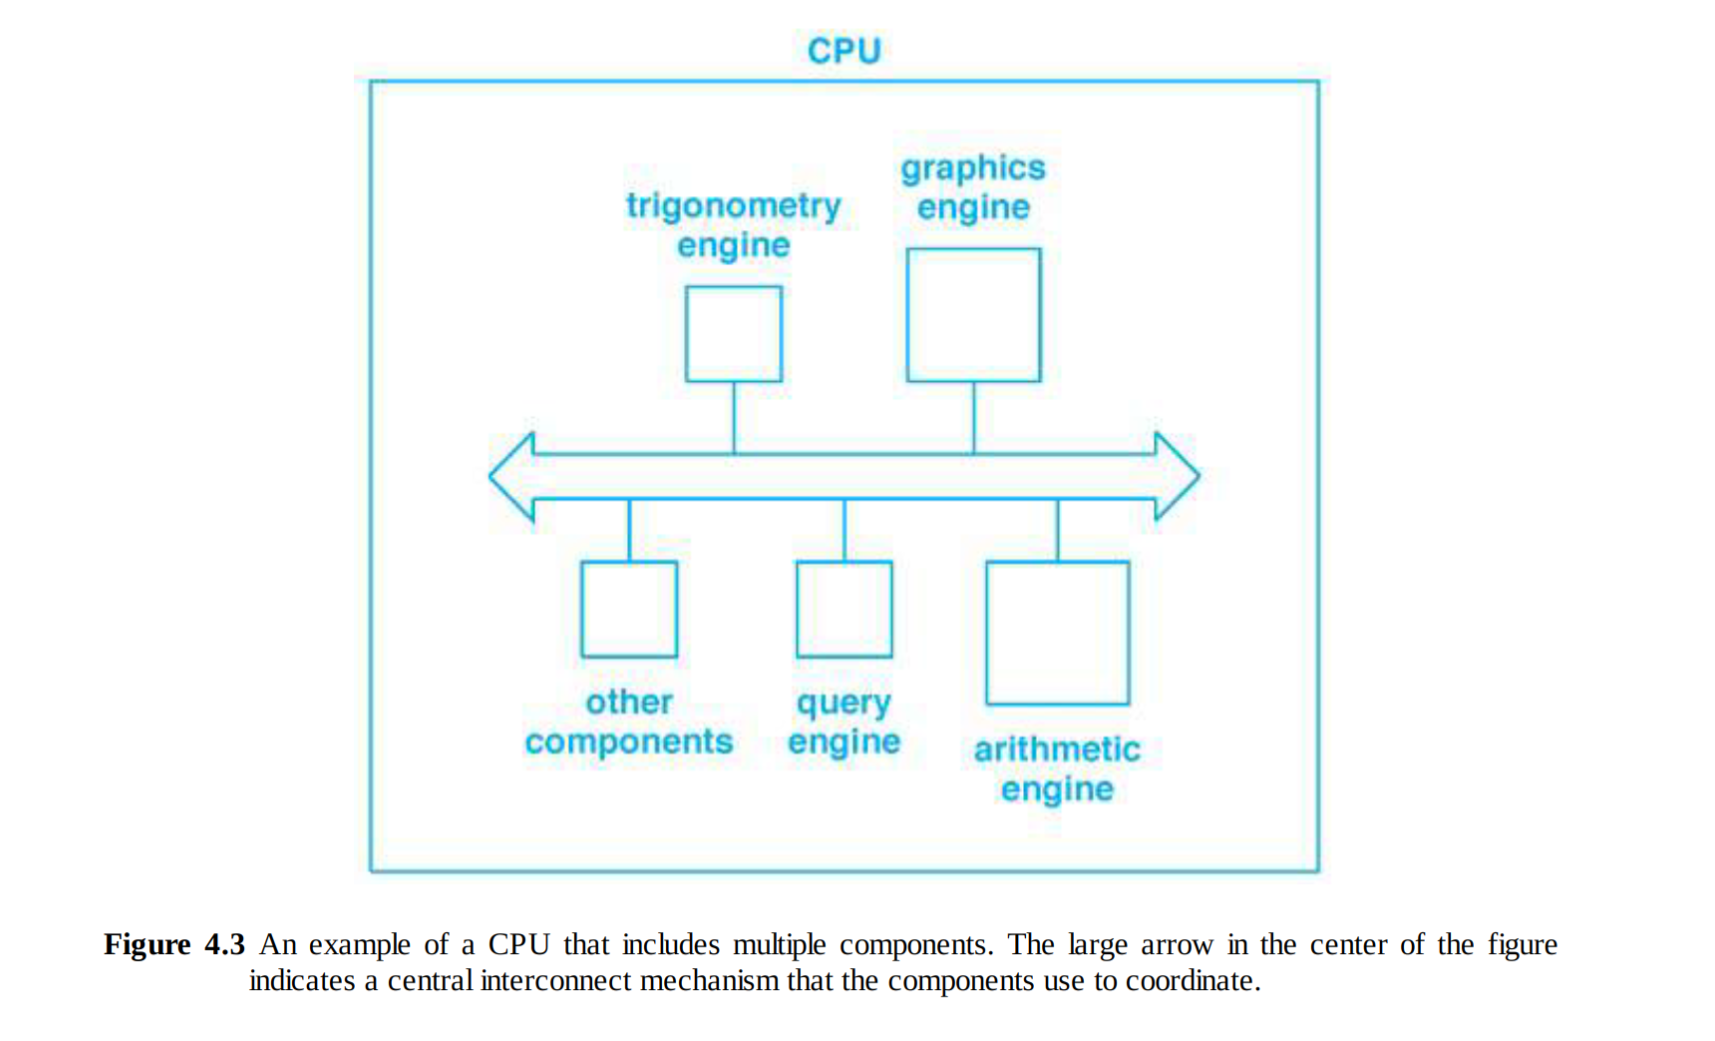 CPU
graphics
engine
trigonometry
engine
other
components
query
engine
arithmetic
engine
Figure 4.3 An example of a CPU that includes multiple components. The large arrow in the center of the figure
indicates a central interconnect mechanism that the components use to coordinate.